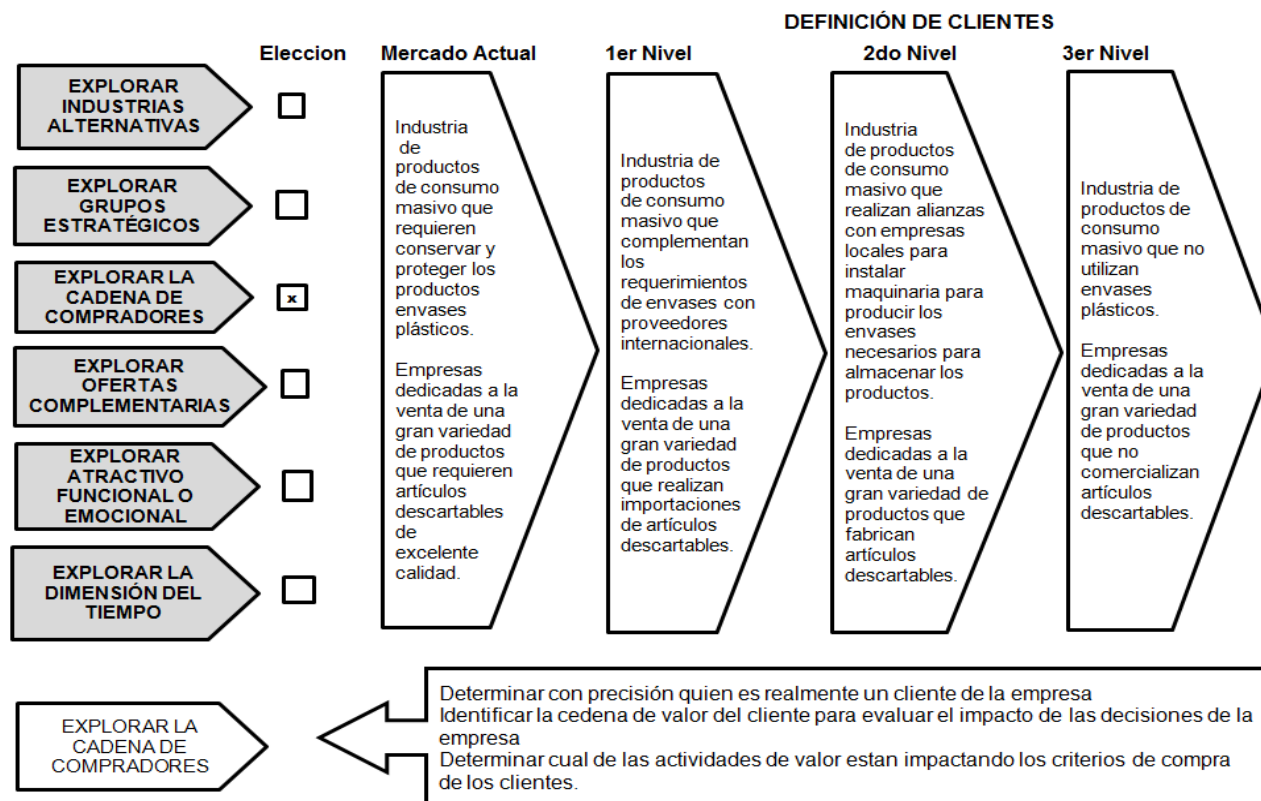 DEFINICIÓN DE CLIENTES
Eleccion
Mercado Actual
1er Nivel
2do Nivel
3er Nivel
EXPLORAR
INDUSTRIAS
ALTERNATIVAS
EXPLORAR
GRUPOS
ESTRATÉGICOS
EXPLORAR LA
CADENA DE
COMPRADORES
x
EXPLORAR
OFERTAS
COMPLEMENTARIAS
EXPLORAR
ATRACTIVO
FUNCIONAL O
EMOCIONAL
EXPLORAR LA
DIMENSIÓN DEL
TIEMPO
Industria
de
productos
de consumo
masivo que
requieren
conservar y
proteger los
productos
envases
plásticos.
Empresas
dedicadas a la
venta de una
gran variedad
de productos
que requieren
artículos
descartables
de
excelente
calidad.
Industria de
productos
de consumo
masivo que
complementan
los
requerimientos
de envases con
proveedores
internacionales.
Empresas
dedicadas a la
venta de una
gran variedad
de productos
que realizan
importaciones
de artículos
descartables.
Industria
de productos
de consumo
masivo que
realizan alianzas
con empresas
locales para
instalar
maquinaria para
producir los
envases
necesarios para
almacenar los
productos.
Empresas
dedicadas a la
venta de una
gran variedad de
productos que
fabrican
artículos
descartables.
Industria de
productos de
consumo
masivo que no
utilizan
envases
plásticos.
Empresas
dedicadas a la
venta de una
gran variedad
de productos
que no
comercializan
artículos
descartables.
EXPLORAR LA
CADENA DE
COMPRADORES
Determinar con precisión quien es realmente un cliente de la empresa
Identificar la cedena de valor del cliente para evaluar el impacto de las decisiones de la
empresa
Determinar cual de las actividades de valor estan impactando los criterios de compra
de los clientes.